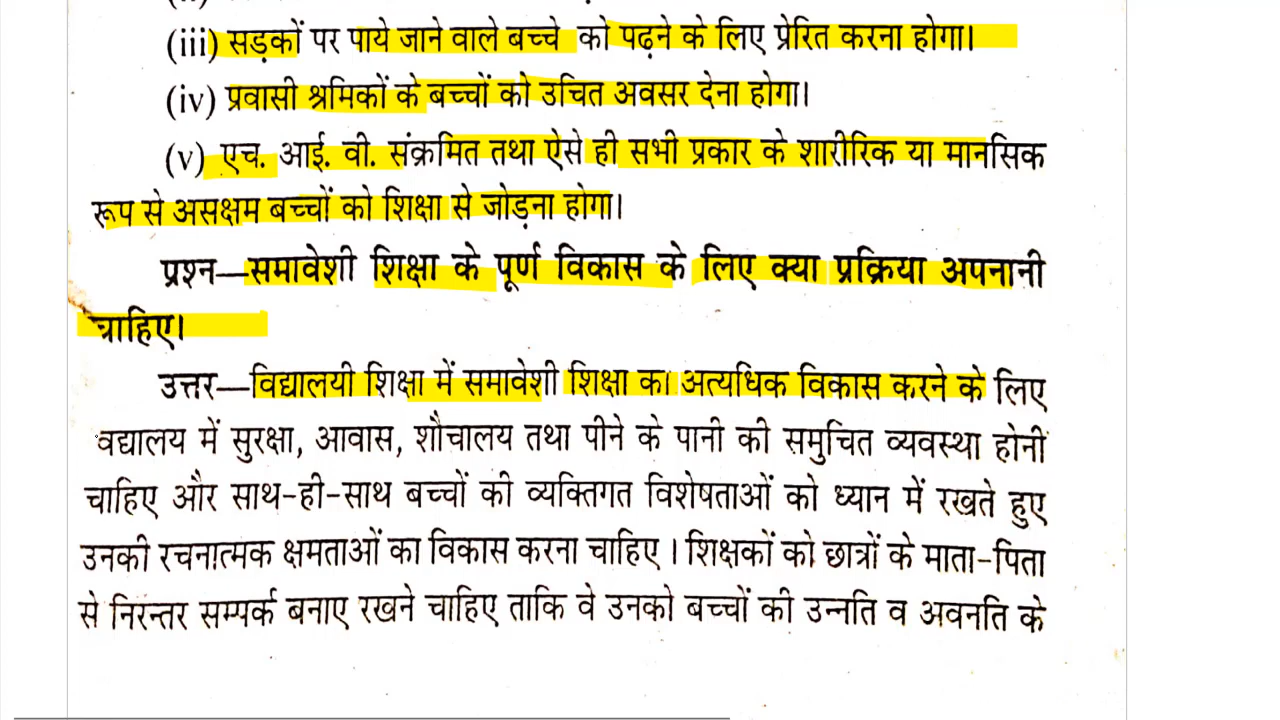 (iii) सड़कों पर पाये जाने वाले बच्चे को पढ़ने के लिए प्रेरित करना होगा।
(iv) प्रवासी श्रमिकों के बच्चों को उचित अवसर देना होगा।
(v) एच. आई. वी. संक्रमित तथा ऐसे ही सभी प्रकार के शारीरिक या मानसिक
रूप से असक्षम बच्चों को शिक्षा से जोड़ना होगा।
प्रश्न—समावेशी शिक्षा के पूर्ण विकास के लिए क्या प्रक्रिया अपनानी
चाहिए।
उत्तर—विद्यालयी शिक्षा में समावेशी शिक्षा का अत्यधिक विकास करने के लिए
वद्यालय में सुरक्षा, आवास, शौचालय तथा पीने के पानी की समुचित व्यवस्था होनी
चाहिए और साथ-ही-साथ बच्चों की व्यक्तिगत विशेषताओं को ध्यान में रखते हुए
उनकी रचनात्मक क्षमताओं का विकास करना चाहिए। शिक्षकों को छात्रों के माता-पिता
से निरन्तर सम्पर्क बनाए रखने चाहिए ताकि वे उनको बच्चों की उन्नति व अवनति के